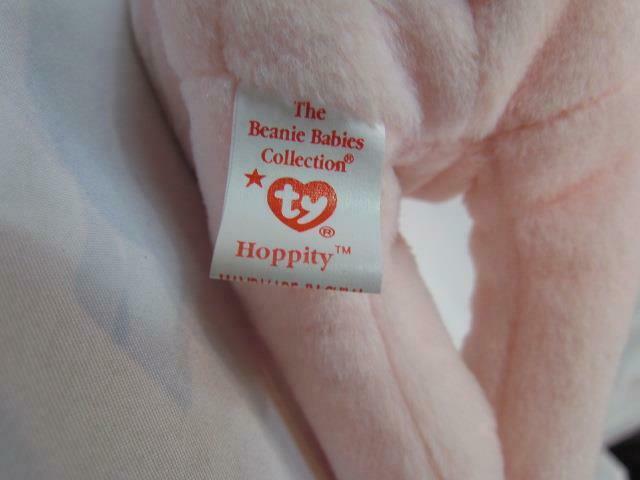 The
Beanie Babies
Collection®
★ ty ®
Hoppity™